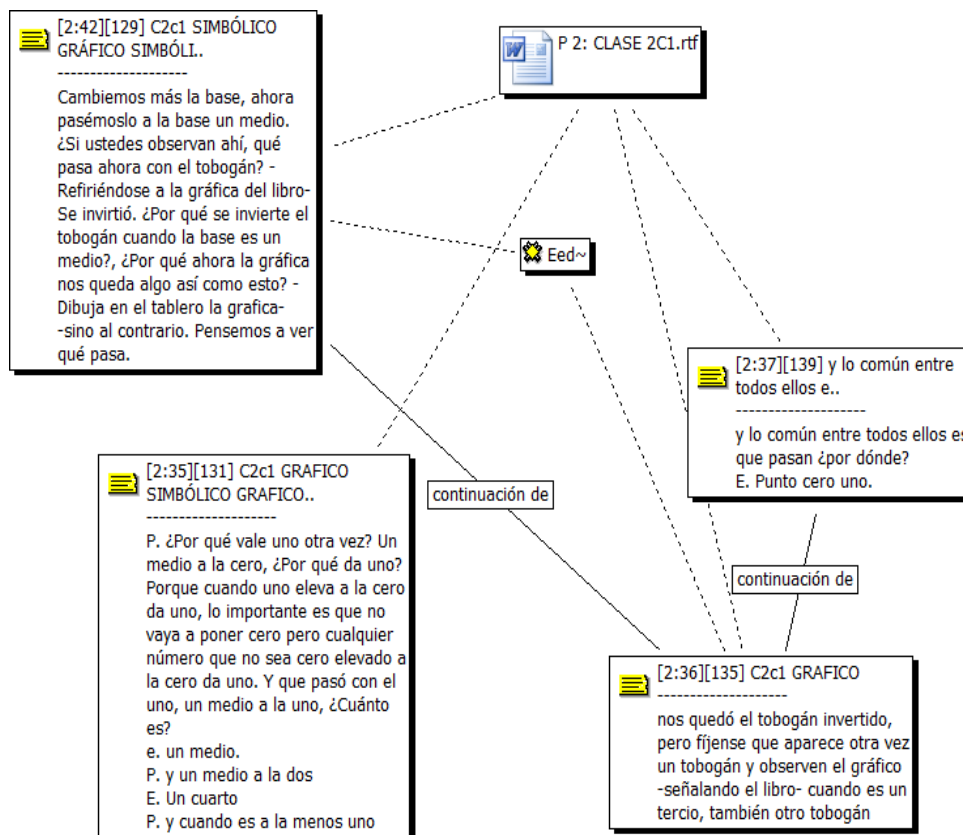 [2:42][129] C2c1 SIMBÓLICO
GRÁFICO SIMBÓLI..
--------------------
Cambiemos más la base, ahora
pasémoslo a la base un medio.
¿Si ustedes observan ahí, qué
pasa ahora con el tobogán? -
Refiriéndose a la gráfica del libro-
Se invirtió. ¿Por qué se invierte el
tobogán cuando la base es un
medio?, ¿Por qué ahora la gráfica
nos queda algo así como esto? -
Dibuja en el tablero la grafica-
-sino al contrario. Pensemos a ver
qué pasa.
P 2: CLASE 2C1.rtf
Eed~
[2:37][139] y lo común entre
todos ellos e..
--------------------
y lo común entre todos ellos es
que pasan ¿por dónde?
E. Punto cero uno.
[2:35][131] C2c1 GRAFICO
SIMBÓLICO GRAFICO..
--------------------
P. ¿Por qué vale uno otra vez? Un
medio a la cero, ¿Por qué da uno?
Porque cuando uno eleva a la cero
da uno, lo importante es que no
vaya a poner cero pero cualquier
número que no sea cero elevado a
la cero da uno. Y que pasó con el
uno, un medio a la uno, ¿Cuánto
es?
e. un medio.
P. y un medio a la dos
E. Un cuarto
P. y cuando es a la menos uno
continuación de
continuación de
[2:36][135] C2c1 GRAFICO
--------------------
nos quedó el tobogán invertido,
pero fíjense que aparece otra vez
un tobogán y observen el gráfico
-señalando el libro- cuando es un
tercio, también otro tobogán